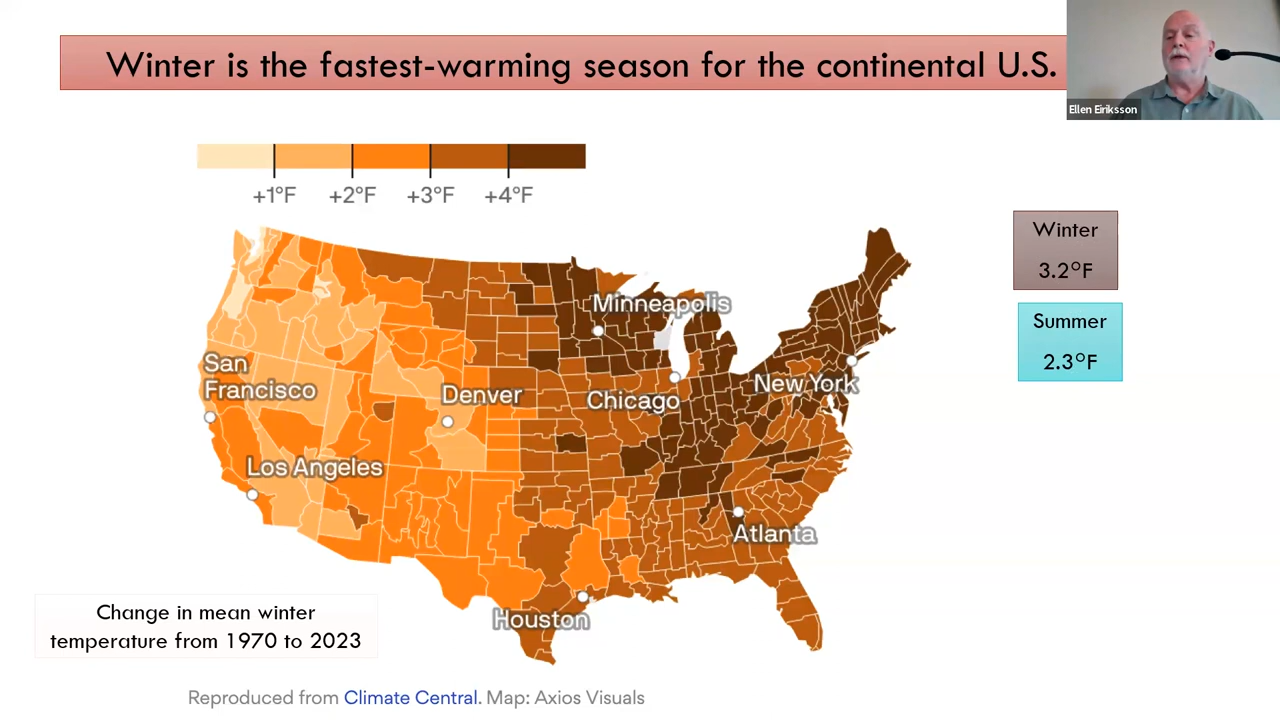 Winter is the fastest-warming season for the continental U.S.
Ellen Eiriksson
+1°F +2°F +3°F +4°F
Winter
3.2°F
Summer
2.3°F
Minneapolis
San
Francisco
Denver
Chicago
New York
Los Angeles
Atlanta
Houston
Change in mean winter
temperature from 1970 to 2023
Reproduced from Climate Central. Map: Axios Visuals